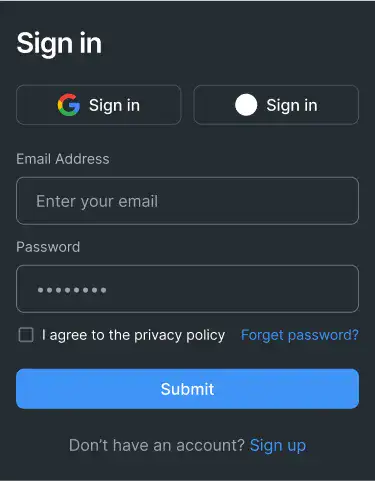 Sign in
Sign in Sign in
Email Address
Enter your email
Password
••••••••
I agree to the privacy policy Forget password?
Submit
Don't have an account? Sign up